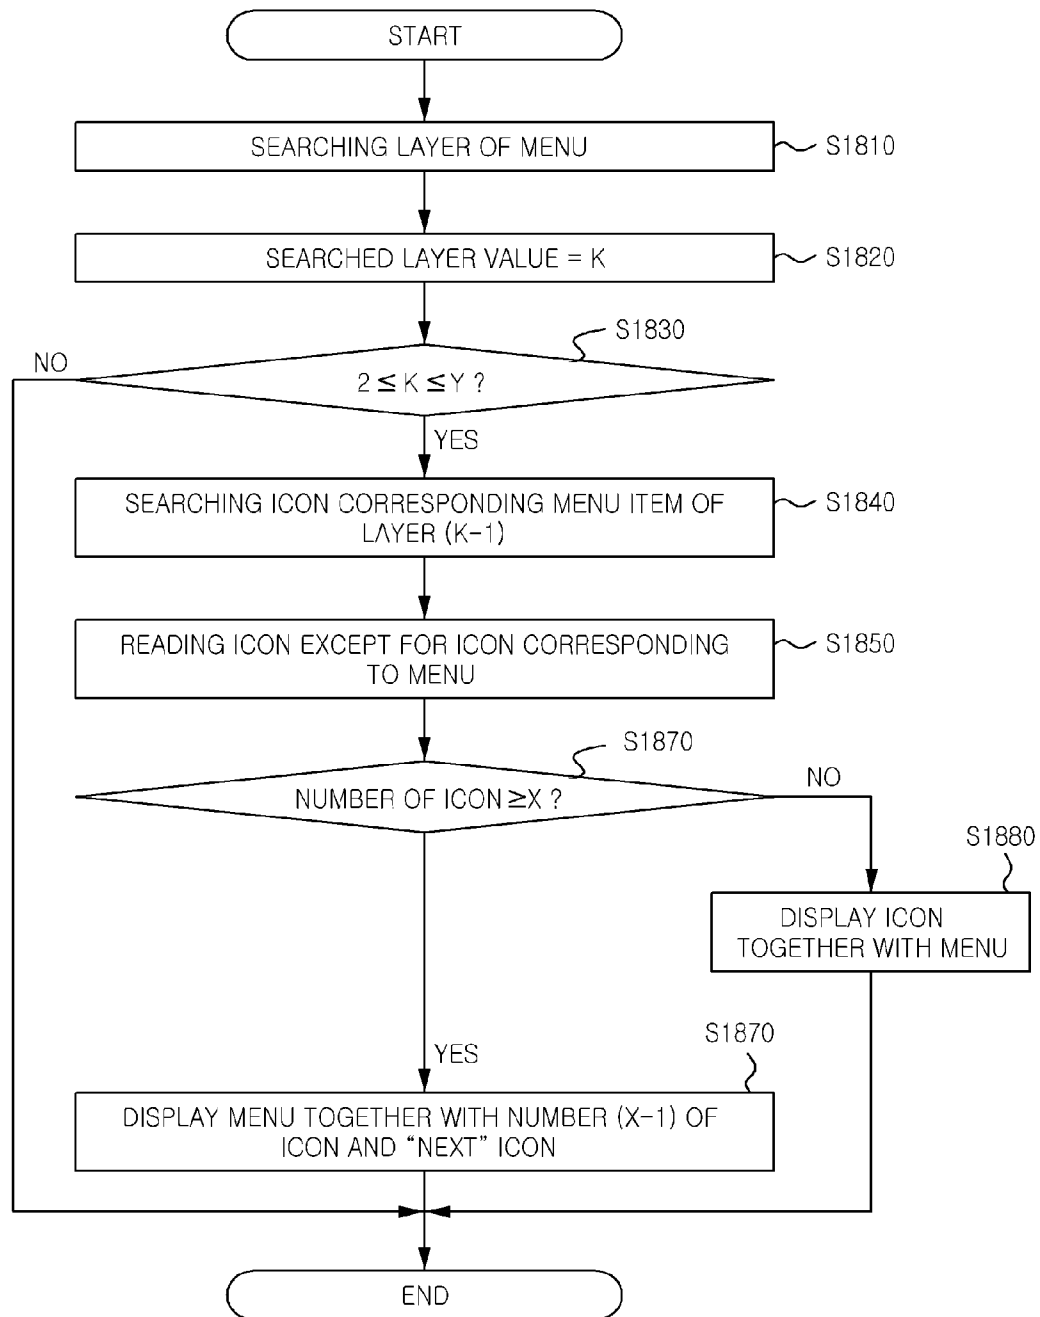 START
SEARCHING LAYER OF MENU
S1810
SEARCHED LAYER VALUE = K
S1820
S1830
NO
2 ≤ K ≤ Y ?
YES
SEARCHING ICON CORRESPONDING MENU ITEM OF
LAYER (K-1)
S1840
READING ICON EXCEPT FOR ICON CORRESPONDING
TO MENU
S1850
S1870
NUMBER OF ICON ≥X ?
NO
S1880
DISPLAY ICON
TOGETHER WITH MENU
YES
S1870
DISPLAY MENU TOGETHER WITH NUMBER (X-1) OF
ICON AND “NEXT” ICON
END